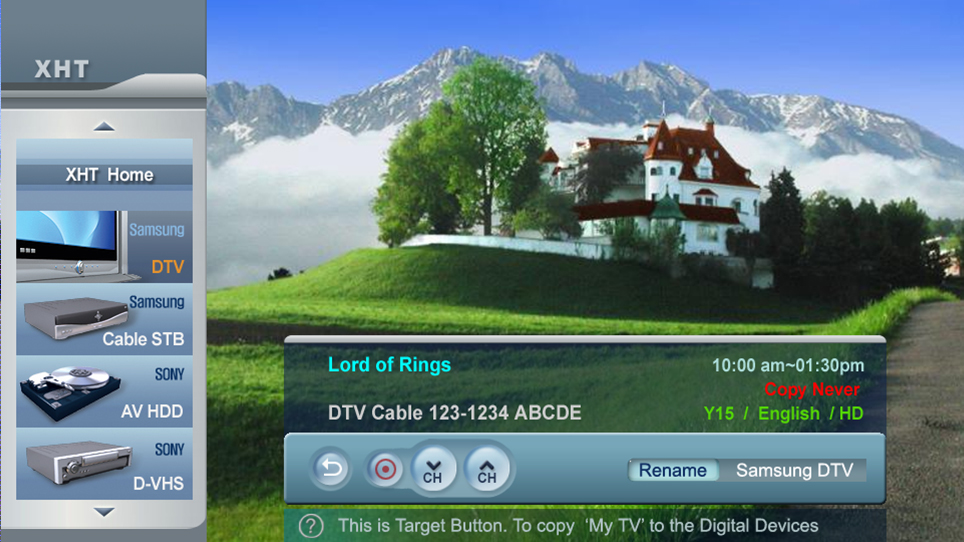 XHT
XHT Home
Samsung
DTV
Samsung
Cable STB
SONY
AV HDD
SONY
D-VHS
Lord of Rings
10:00 am~01:30pm
Copy Never
DTV Cable 123-1234 ABCDE
Y15 / English / HD
CH
CH
Rename
Samsung DTV
? This is Target Button. To copy 'My TV' to the Digital Devices